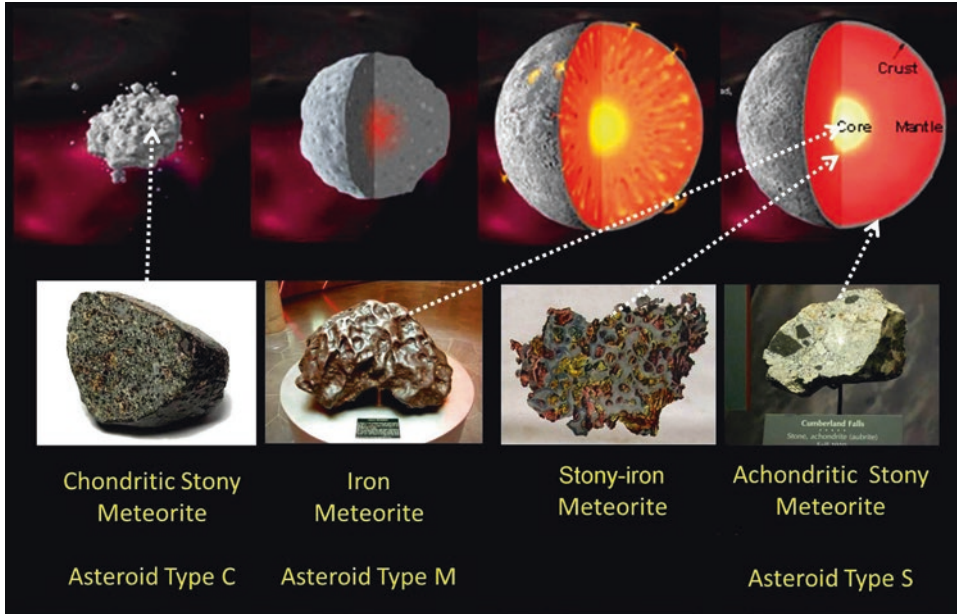 Crust
ad,
Core
Mantle
Cumberland Falls
Stone, achondrite (aubrite)
Chondritic Stony
Meteorite
Iron
Meteorite
Stony-iron
Meteorite
Achondritic Stony
Meteorite
Asteroid Type C
Asteroid Type M
Asteroid Type S